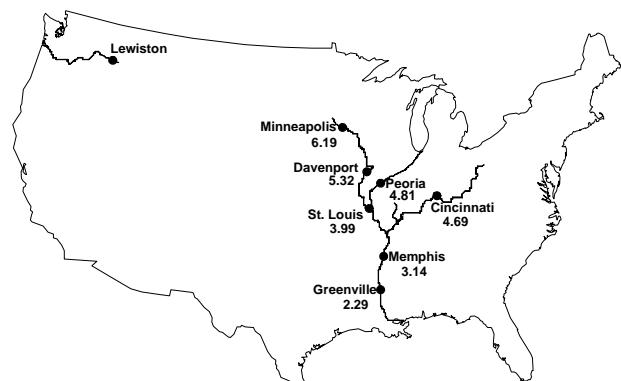 Lewiston
Minneapolis
6.19
Davenport
5.32
Peoria
4.81
Cincinnati
4.69
St. Louis
3.99
Memphis
3.14
Greenville
2.29